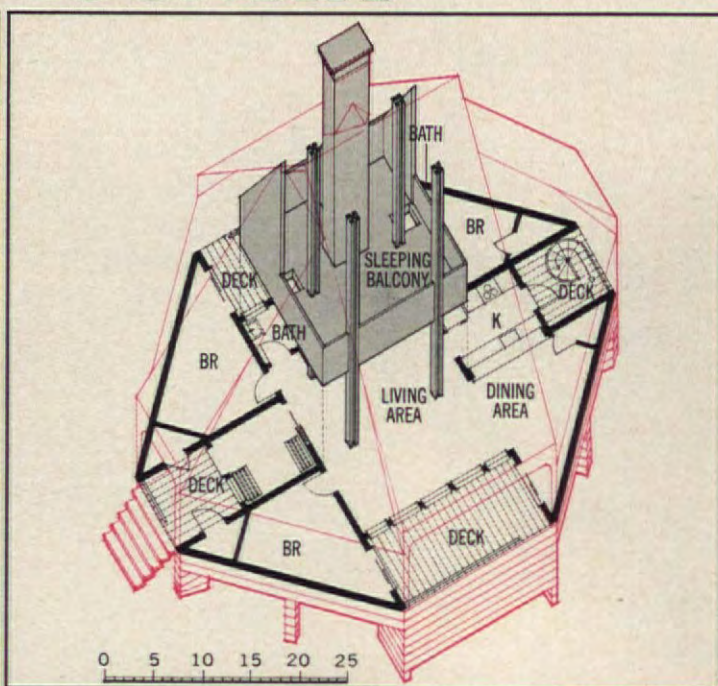 BATH
BR
SLEEPING
BALCONY
DECK
DECK
K
BATH
BR
LIVING
AREA
DINING
AREA
DECK
DECK
BR
0 5 10 15 20 25